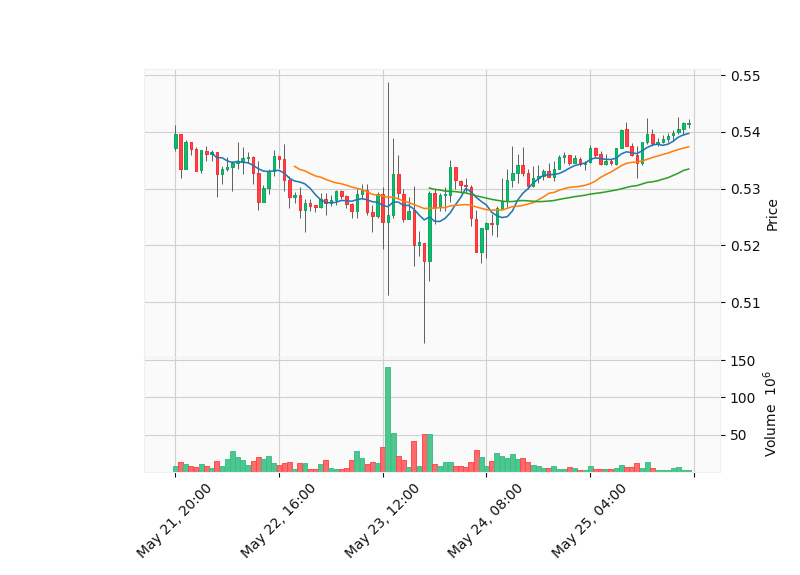 0.55
0.54
0.53
0.52
0.51
Price
150
100
50
Volume 10^6
May 21, 20:00
May 22, 16:00
May 23, 12:00
May 24, 08:00
May 25, 04:00